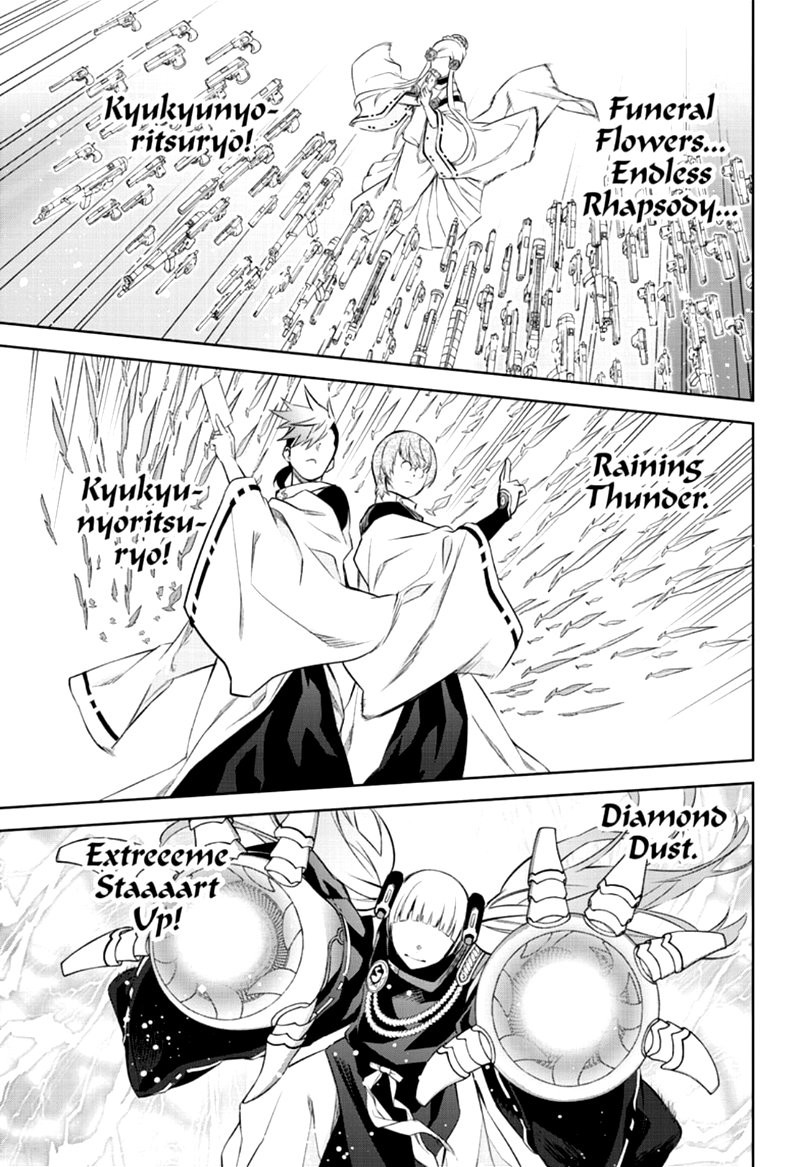 Funeral
Flowers...
Endless
Rhapsody...
Kyukyunyo-
ritsuryo!
Raining
Thunder.
Kyukyu-
nyoritsu-
ryo!
Diamond
Dust.
Extreeeme
Staaaart
Up!